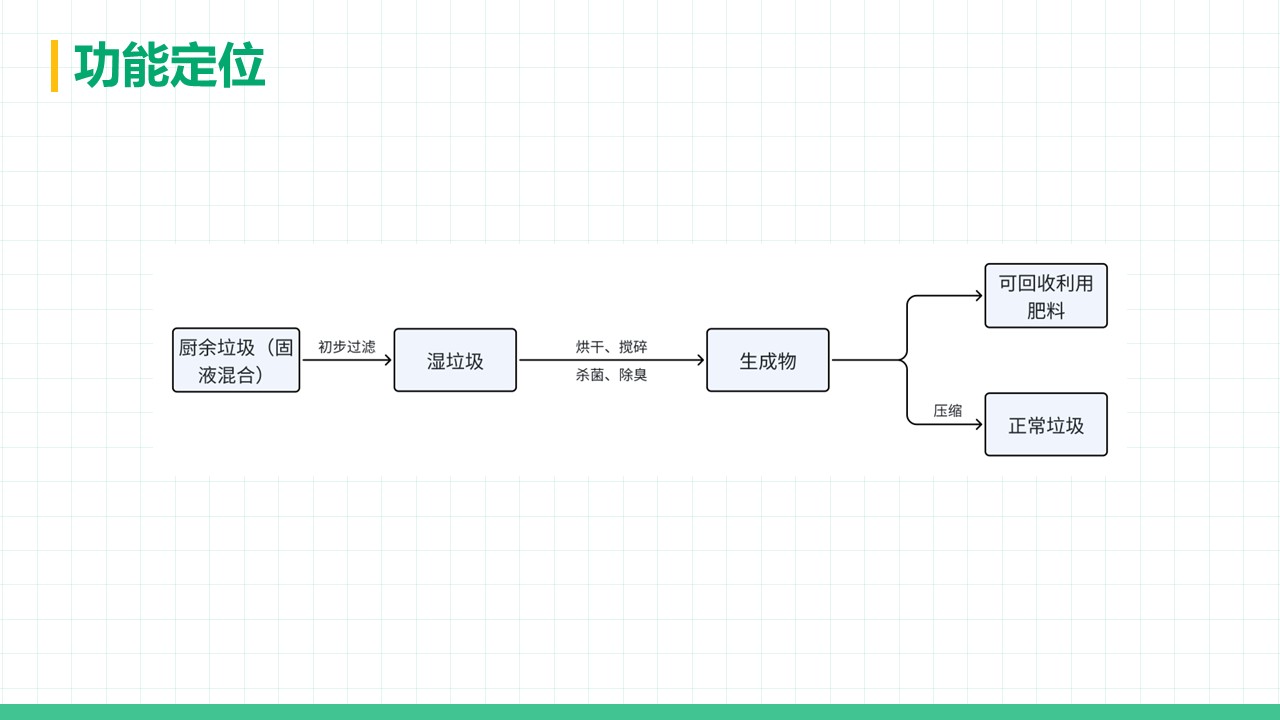 功能定位
厨余垃圾（固
液混合）
初步过滤
湿垃圾
烘干、搅碎
杀菌、除臭
生成物
可回收利用
肥料
压缩
正常垃圾